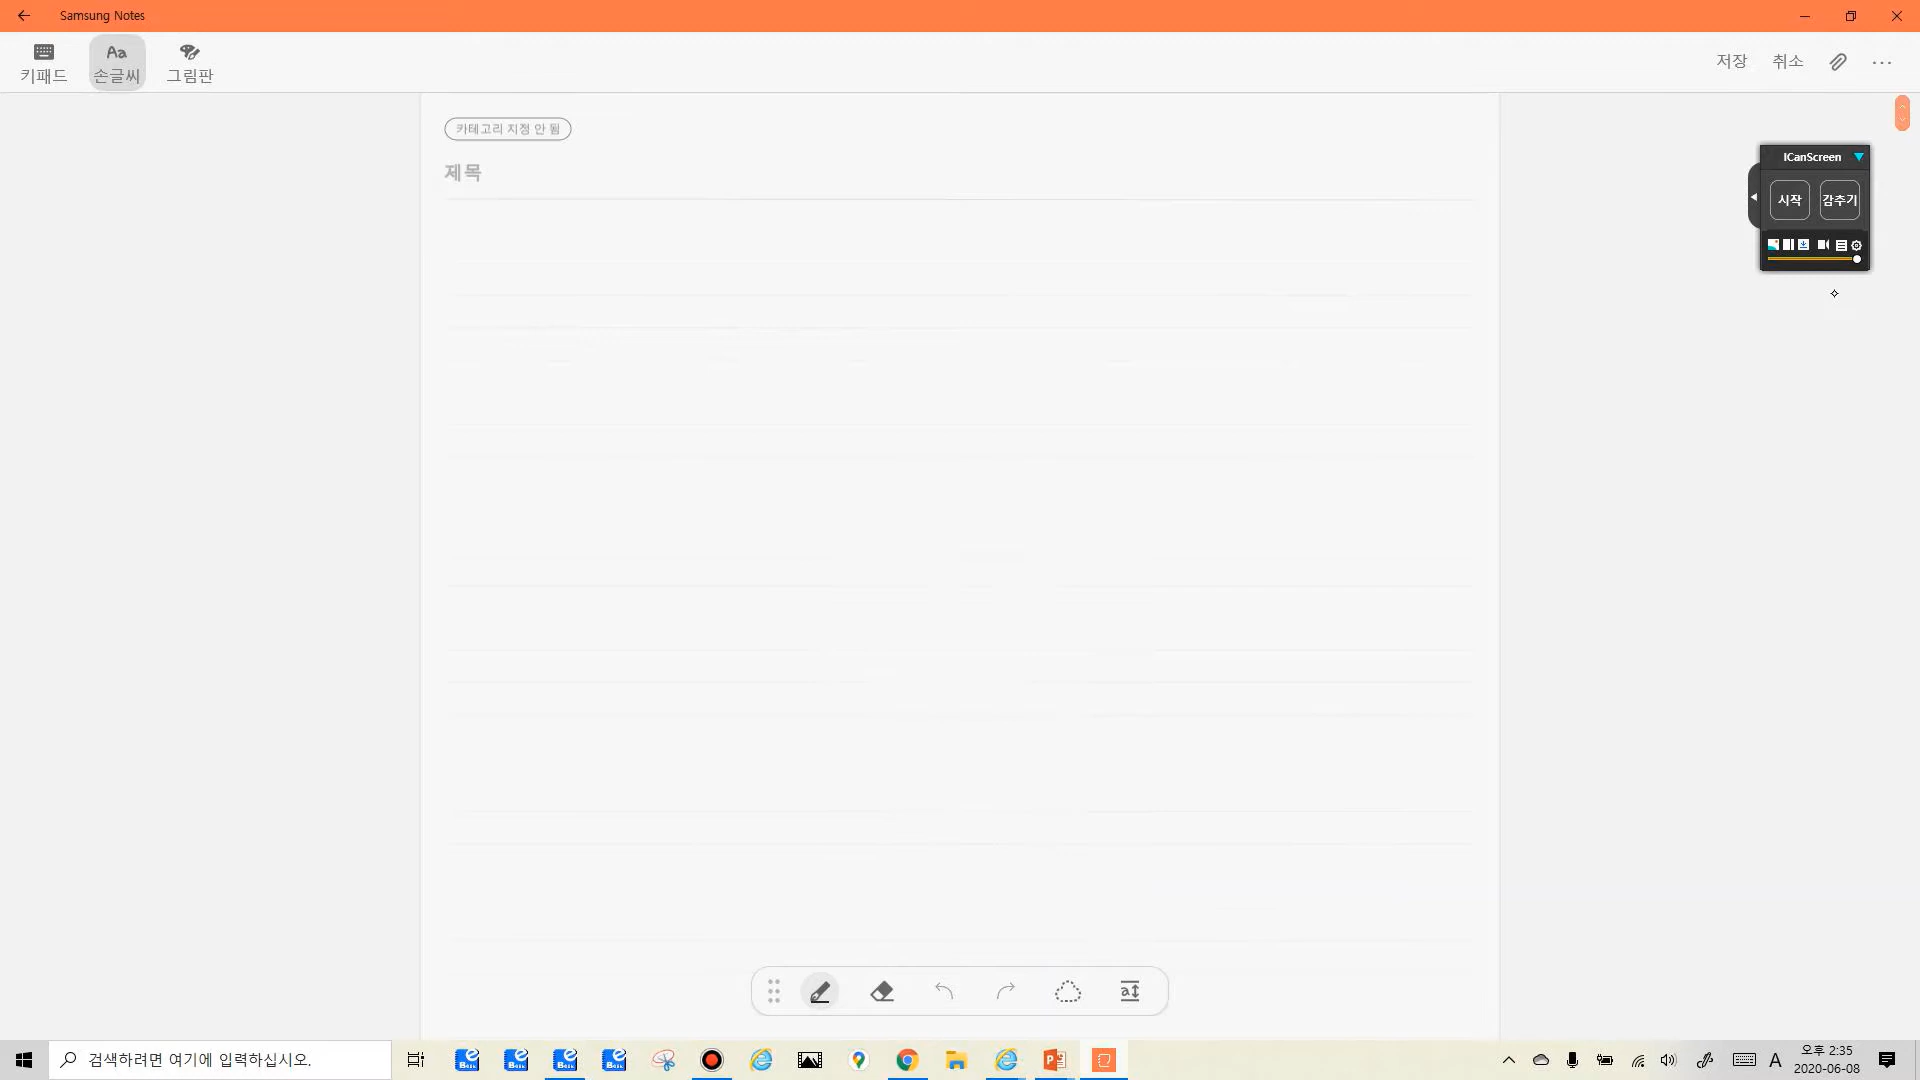 Samsung Notes
키패드
Aa
손글씨
그림판
저장
취소
카테고리 지정 안 됨
제목
ICanScreen
시작
감추기
검색하려면 여기에 입력하십시오.
A
오후 2:35
2020-06-08